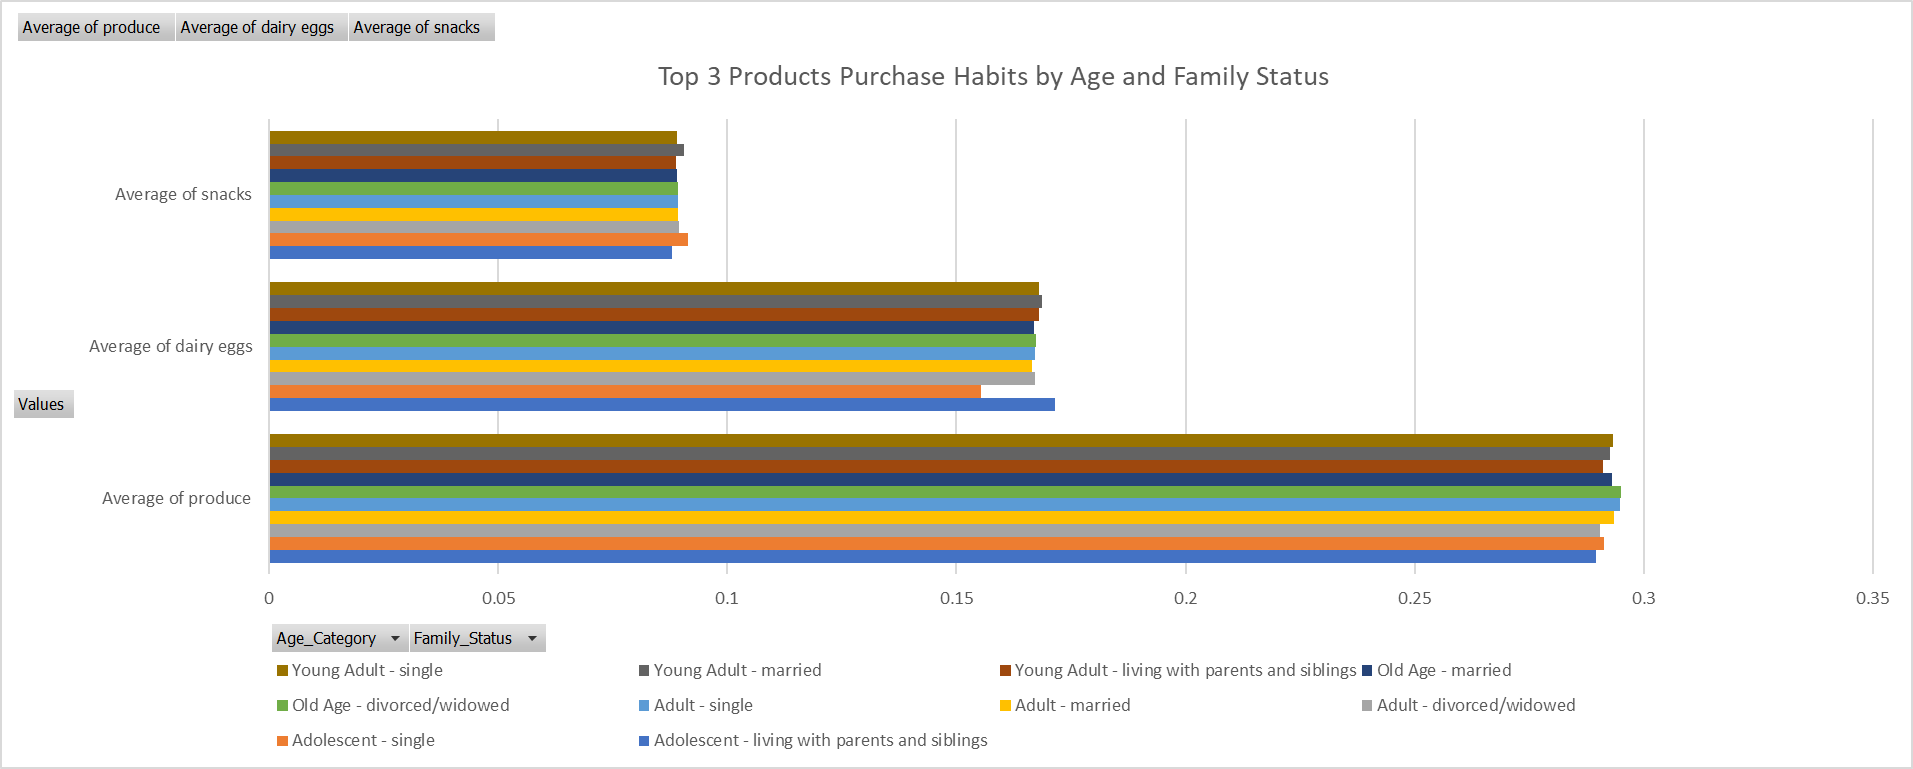 Average of produce Average of dairy eggs Average of snacks
Top 3 Products Purchase Habits by Age and Family Status
Average of snacks
Average of dairy eggs
Values
Average of produce
0 0.05 0.1 0.15 0.2 0.25 0.3 0.35
Age_Category Family_Status
Young Adult - single Young Adult - married Young Adult - living with parents and siblings Old Age - married
Old Age - divorced/widowed Adult - single Adult - married Adult - divorced/widowed
Adolescent - single Adolescent - living with parents and siblings